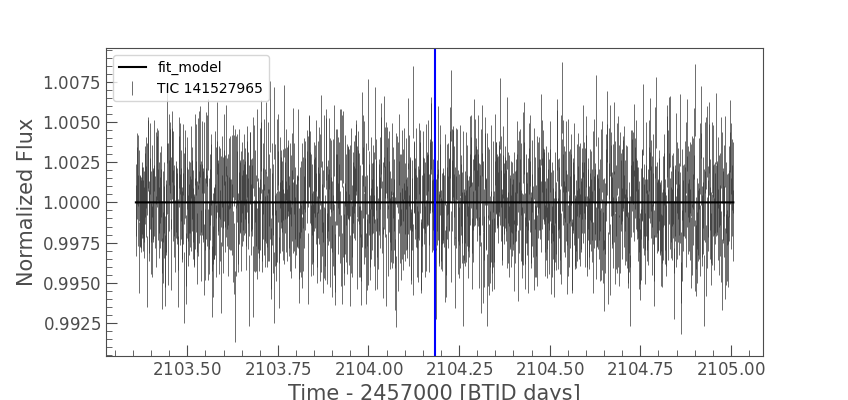 fit_model
TIC 141527965
1.0075
1.0050
1.0025
1.0000
0.9975
0.9950
0.9925
Normalized Flux
2103.50 2103.75 2104.00 2104.25 2104.50 2104.75 2105.00
Time - 2457000 [BTJD days]